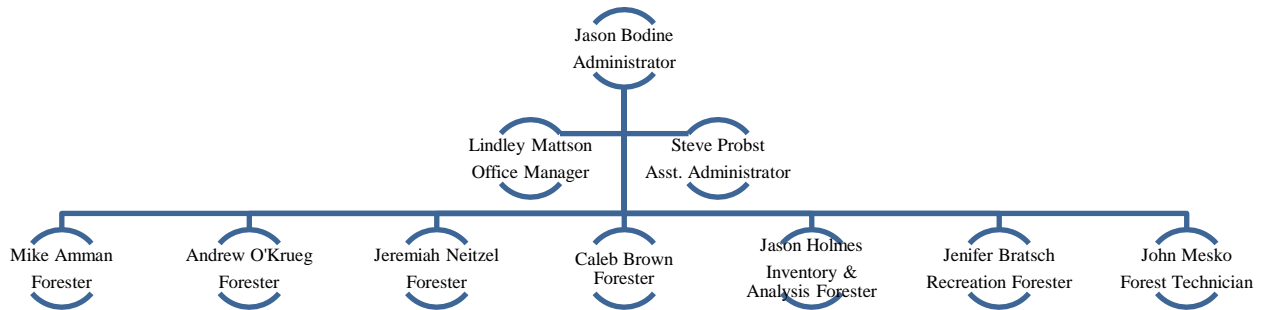 Jason Bodine
Administrator
Lindley Mattson
Office Manager
Steve Probst
Asst. Administrator
Mike Amman
Forester
Andrew O'Krueg
Forester
Jeremiah Neitzel
Forester
Caleb Brown
Forester
Jason Holmes
Inventory &
Analysis Forester
Jenifer Bratsch
Recreation Forester
John Mesko
Forest Technician